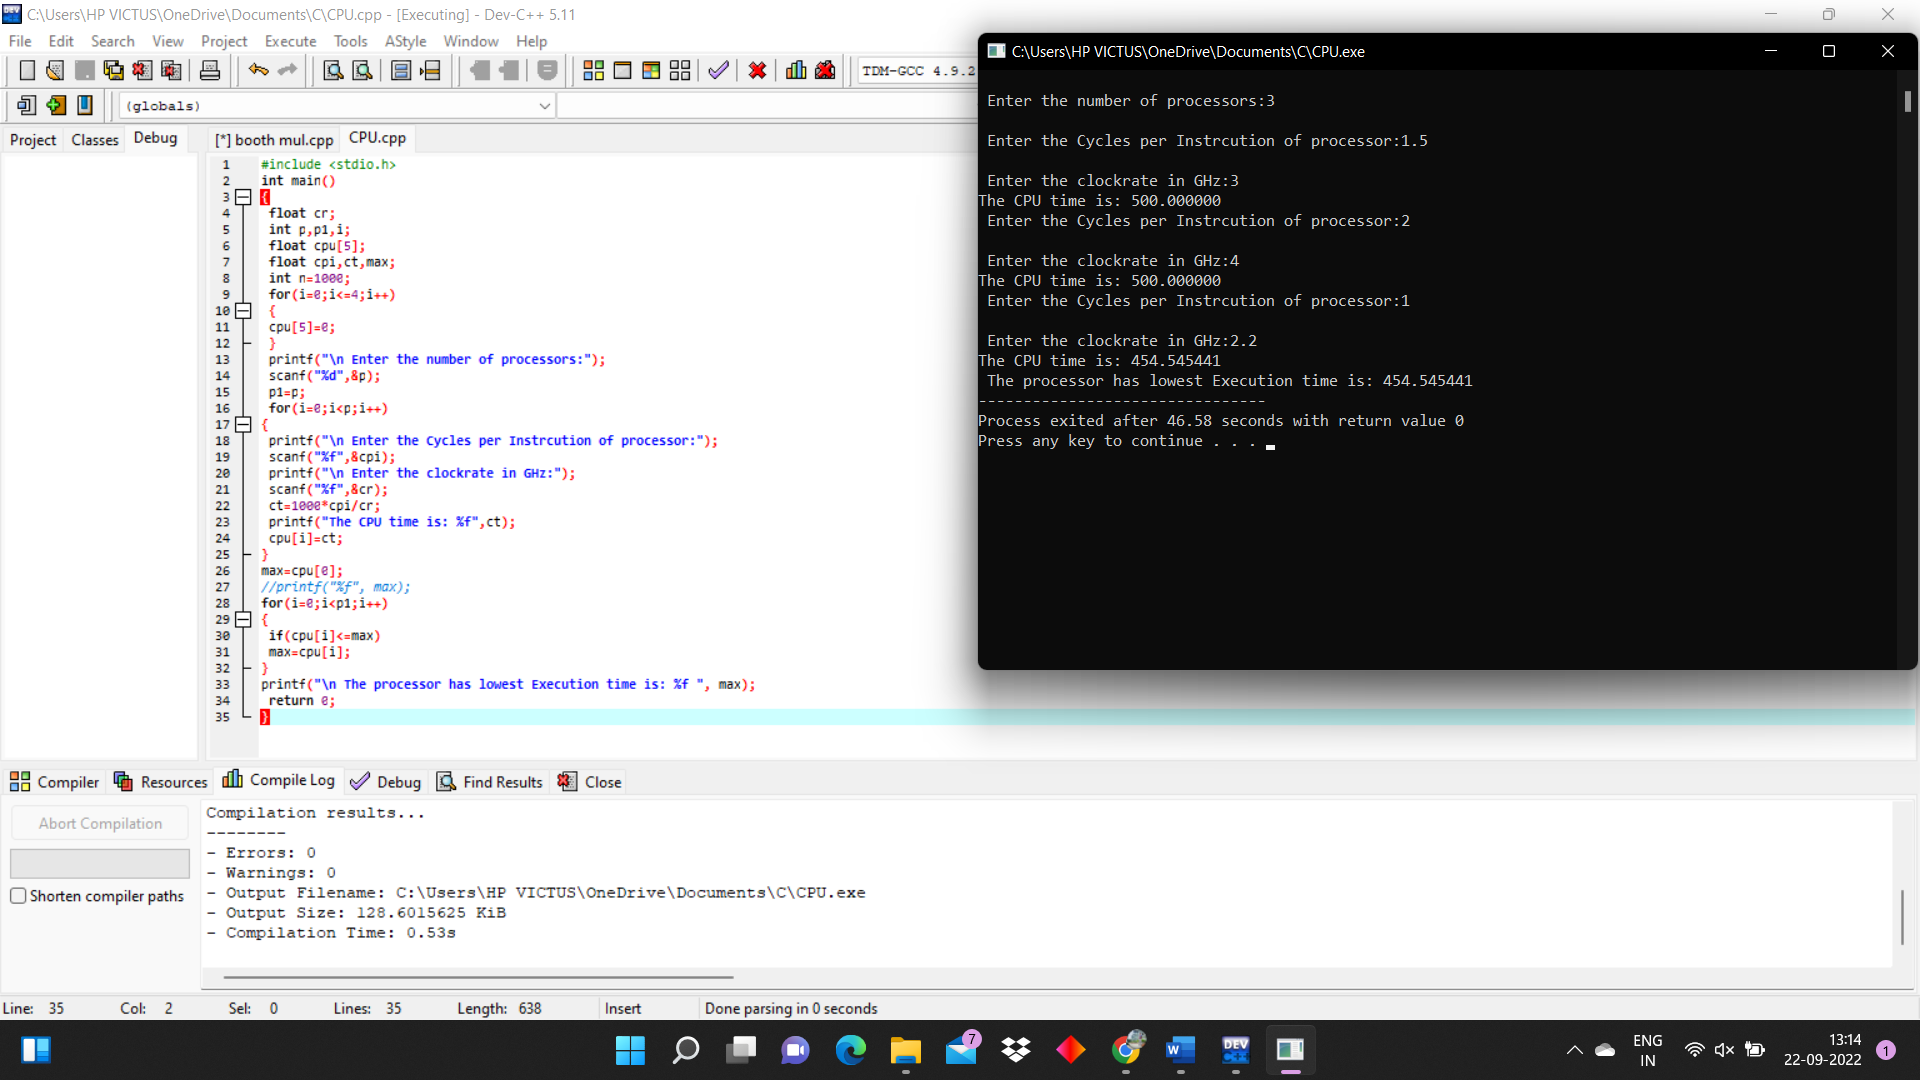 C:\Users\HP VICTUS\OneDrive\Documents\C\CPU.cpp - [Executing] - Dev-C++ 5.11
File Edit Search View Project Execute Tools AStyle Window Help
TDM-GCC 4.9.2
(globals)
Project Classes Debug
[*] booth mul.cpp CPU.cpp
1 #include <stdio.h>
2 int main()
3 {
4 float cr;
5 int p,p1,i;
6 float cpu[5];
7 float cpi,ct,max;
8 int n=1000;
9 for(i=0;i<=4;i++)
10 {
11 cpu[5]=0;
12 }
13 printf("\n Enter the number of processors:");
14 scanf("%d",&p);
15 p1=p;
16 for(i=0;i<p;i++)
17 {
18 printf("\n Enter the Cycles per Instrcution of processor:");
19 scanf("%f",&cpi);
20 printf("\n Enter the clockrate in GHz:");
21 scanf("%f",&cr);
22 ct=1000*cpi/cr;
23 printf("The CPU time is: %f",ct);
24 cpu[i]=ct;
25 }
26 max=cpu[0];
27 //printf("%f", max);
28 for(i=0;i<p1;i++)
29 {
30 if(cpu[i]<=max)
31 max=cpu[i];
32 }
33 printf("\n The processor has lowest Execution time is: %f ", max);
34 return 0;
35 }
C:\Users\HP VICTUS\OneDrive\Documents\C\CPU.exe
Enter the number of processors:3
Enter the Cycles per Instrcution of processor:1.5
Enter the clockrate in GHz:3
The CPU time is: 500.000000
Enter the Cycles per Instrcution of processor:2
Enter the clockrate in GHz:4
The CPU time is: 500.000000
Enter the Cycles per Instrcution of processor:1
Enter the clockrate in GHz:2.2
The CPU time is: 454.545441
The processor has lowest Execution time is: 454.545441
--------------------------------
Process exited after 46.58 seconds with return value 0
Press any key to continue . . .
Compiler Resources Compile Log Debug Find Results Close
Abort Compilation
Shorten compiler paths
Compilation results...
--------
- Errors: 0
- Warnings: 0
- Output Filename: C:\Users\HP VICTUS\OneDrive\Documents\C\CPU.exe
- Output Size: 128.6015625 KiB
- Compilation Time: 0.53s
Line: 35 Col: 2 Sel: 0 Lines: 35 Length: 638 Insert Done parsing in 0 seconds
7
W
DEV
C++
ENG
IN
13:14
22-09-2022
1